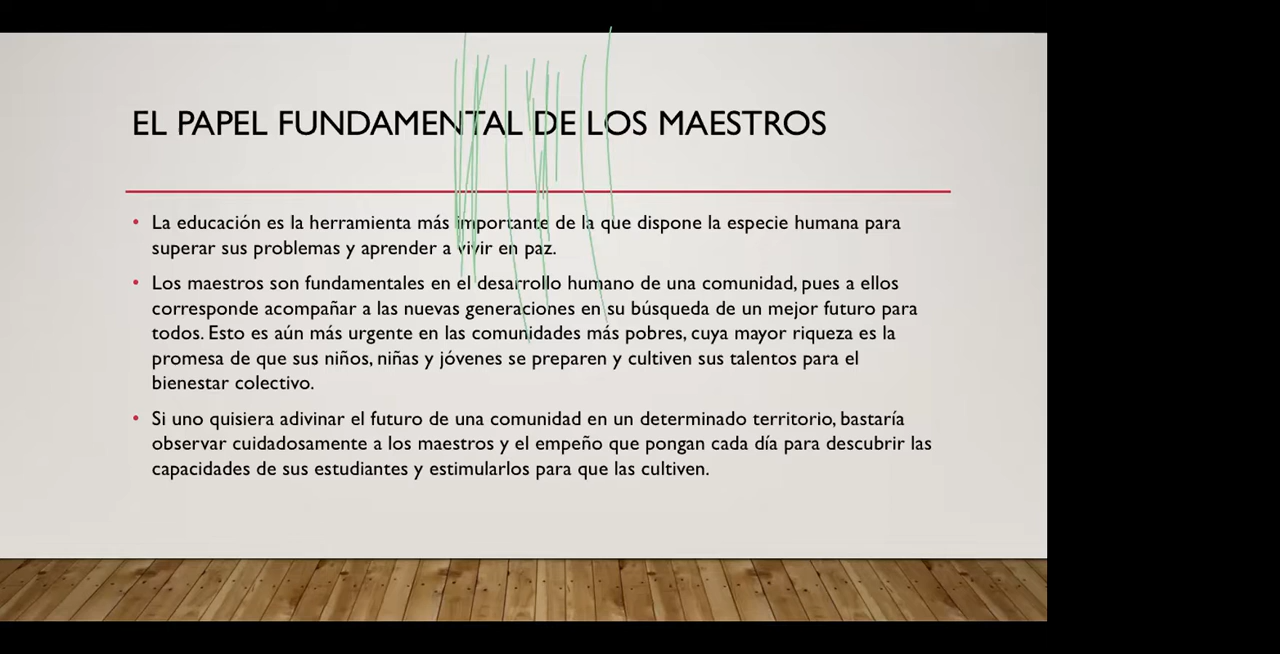 EL PAPEL FUNDAMENTAL DE LOS MAESTROS
• La educación es la herramienta más importante de la que dispone la especie humana para
superar sus problemas y aprender a vivir en paz.
• Los maestros son fundamentales en el desarrollo humano de una comunidad, pues a ellos
corresponde acompañar a las nuevas generaciones en su búsqueda de un mejor futuro para
todos. Esto es aún más urgente en las comunidades más pobres, cuya mayor riqueza es la
promesa de que sus niños, niñas y jóvenes se preparen y cultiven sus talentos para el
bienestar colectivo.
• Si uno quisiera adivinar el futuro de una comunidad en un determinado territorio, bastaría
observar cuidadosamente a los maestros y el empeño que pongan cada día para descubrir las
capacidades de sus estudiantes y estimularlos para que las cultiven.